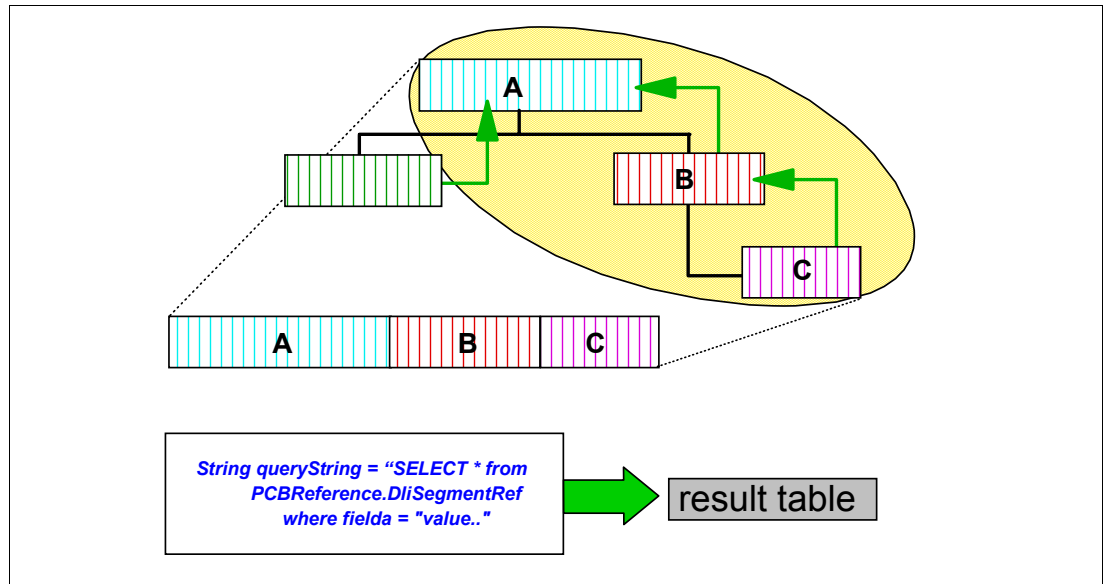 A
B
C
A B C
String queryString = “SELECT * from
PCBReference.DliSegmentRef
where fielda = "value.."
result table